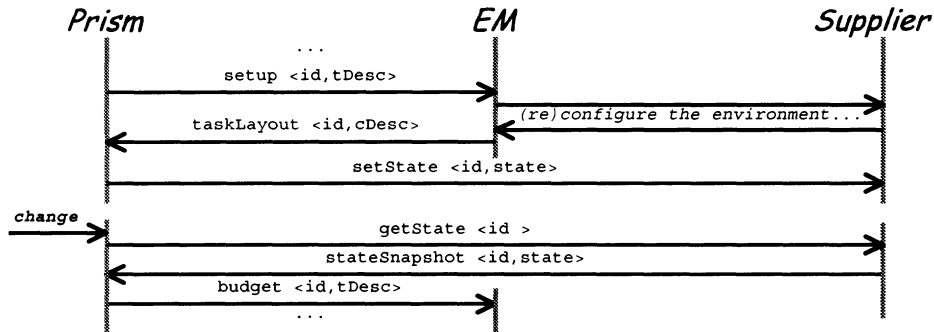 Prism EM Supplier
...
setup <id,tDesc>
(re)configure the environment...
taskLayout <id,cDesc>
setState <id,state>
change
getState <id >
stateSnapshot <id,state>
budget <id,tDesc>
...